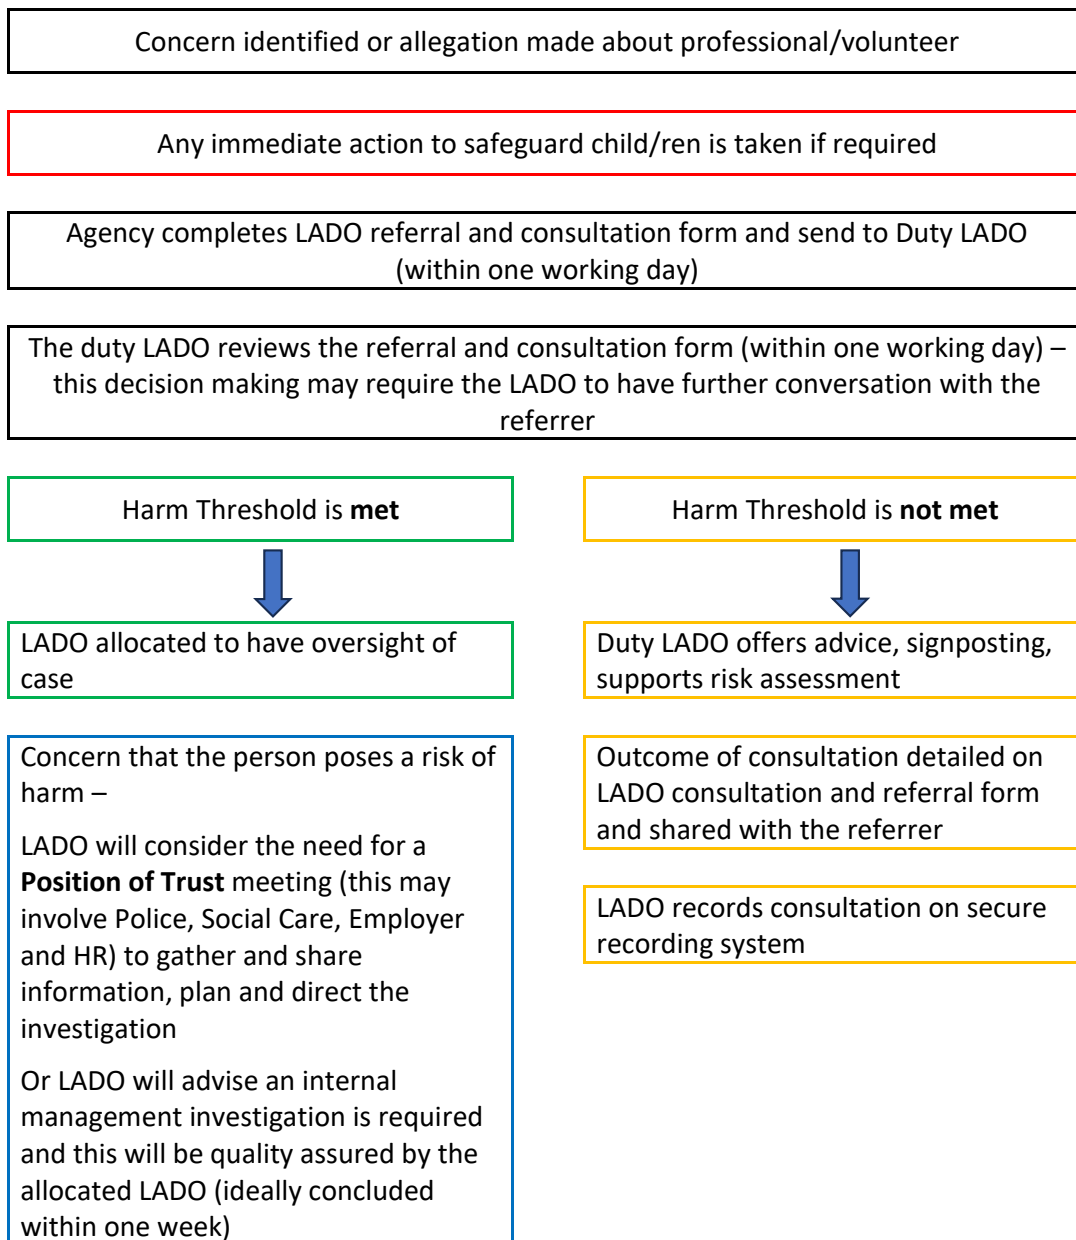 Concern identified or allegation made about professional/volunteer
Any immediate action to safeguard child/ren is taken if required
Agency completes LADO referral and consultation form and send to Duty LADO
(within one working day)
The duty LADO reviews the referral and consultation form (within one working day) –
this decision making may require the LADO to have further conversation with the
referrer
Harm Threshold is met
Harm Threshold is not met
LADO allocated to have oversight of
case
Duty LADO offers advice, signposting,
supports risk assessment
Concern that the person poses a risk of
harm –
LADO will consider the need for a
Position of Trust meeting (this may
involve Police, Social Care, Employer
and HR) to gather and share
information, plan and direct the
investigation
Or LADO will advise an internal
management investigation is required
and this will be quality assured by the
allocated LADO (ideally concluded
within one week)
Outcome of consultation detailed on
LADO consultation and referral form
and shared with the referrer
LADO records consultation on secure
recording system